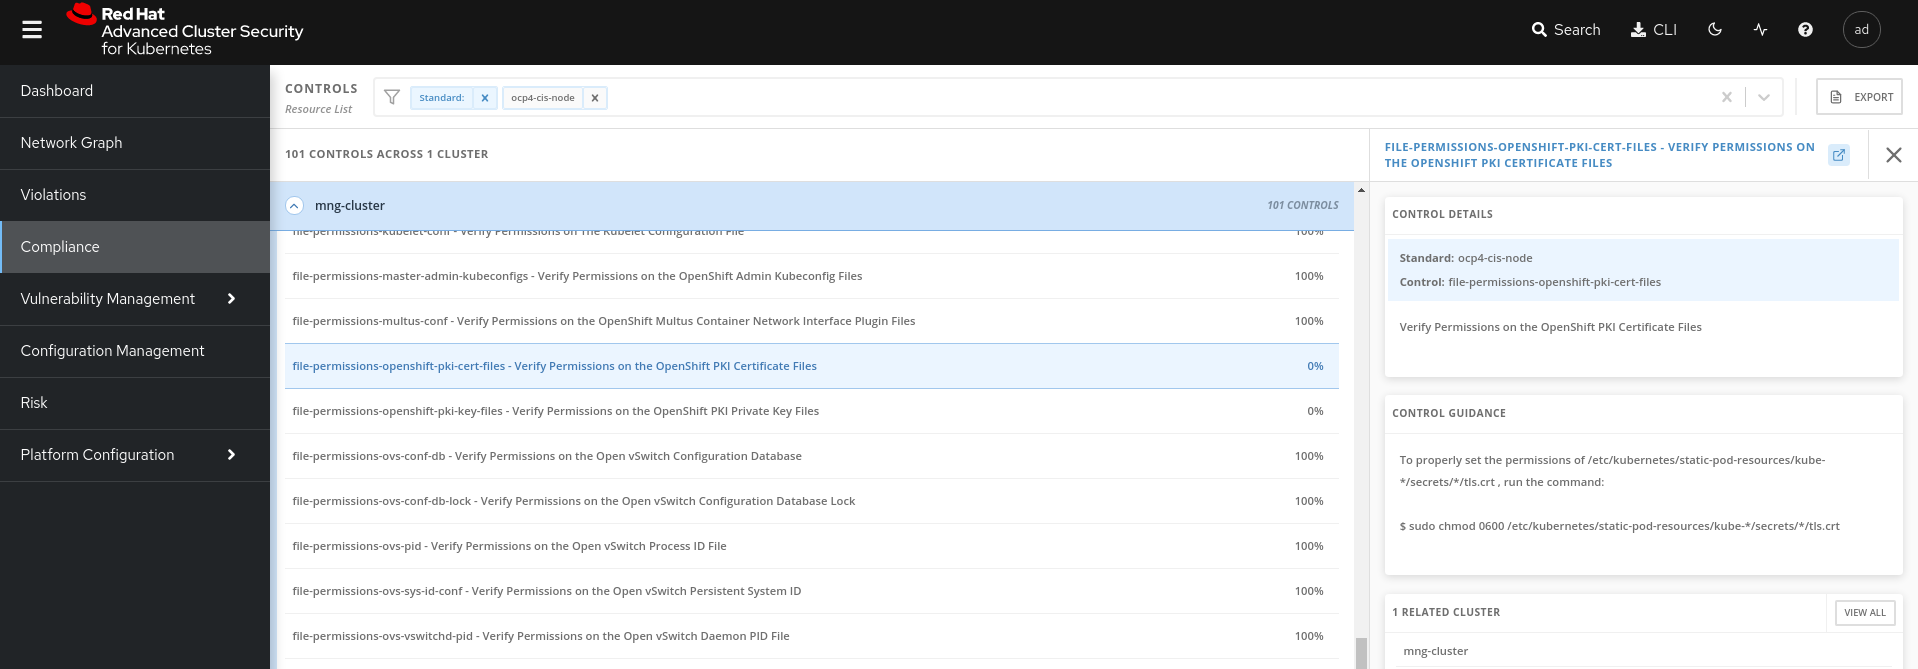 Red Hat
Advanced Cluster Security
for Kubernetes
Search
CLI
ad
Dashboard
Network Graph
Violations
Compliance
Vulnerability Management
Configuration Management
Risk
Platform Configuration
CONTROLS
Resource List
Standard:
ocp4-cis-node
EXPORT
101 CONTROLS ACROSS 1 CLUSTER
mng-cluster
101 CONTROLS
file-permissions-kubelet-conf - Verify Permissions on The Kubelet Configuration File 100%
file-permissions-master-admin-kubeconfigs - Verify Permissions on the OpenShift Admin Kubeconfig Files 100%
file-permissions-multus-conf - Verify Permissions on the OpenShift Multus Container Network Interface Plugin Files 100%
file-permissions-openshift-pki-cert-files - Verify Permissions on the OpenShift PKI Certificate Files 0%
file-permissions-openshift-pki-key-files - Verify Permissions on the OpenShift PKI Private Key Files 0%
file-permissions-ovs-conf-db - Verify Permissions on the Open vSwitch Configuration Database 100%
file-permissions-ovs-conf-db-lock - Verify Permissions on the Open vSwitch Configuration Database Lock 100%
file-permissions-ovs-pid - Verify Permissions on the Open vSwitch Process ID File 100%
file-permissions-ovs-sys-id-conf - Verify Permissions on the Open vSwitch Persistent System ID 100%
file-permissions-ovs-vswitchd-pid - Verify Permissions on the Open vSwitch Daemon PID File 100%
FILE-PERMISSIONS-OPENSHIFT-PKI-CERT-FILES - VERIFY PERMISSIONS ON
THE OPENSHIFT PKI CERTIFICATE FILES
CONTROL DETAILS
Standard: ocp4-cis-node
Control: file-permissions-openshift-pki-cert-files
Verify Permissions on the OpenShift PKI Certificate Files
CONTROL GUIDANCE
To properly set the permissions of /etc/kubernetes/static-pod-resources/kube-
*/secrets/*/tls.crt , run the command:
$ sudo chmod 0600 /etc/kubernetes/static-pod-resources/kube-*/secrets/*/tls.crt
1 RELATED CLUSTER
VIEW ALL
mng-cluster